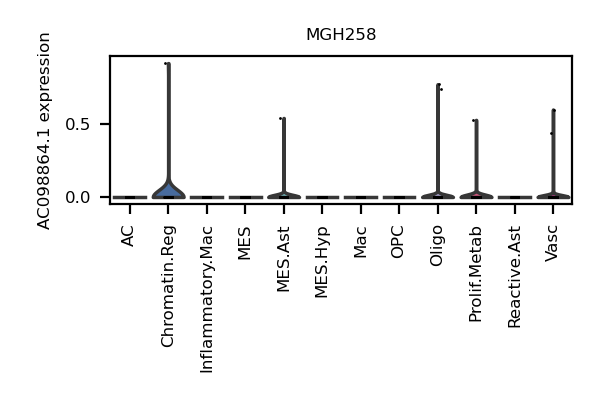 MGH258
AC098864.1 expression
0.5
0.0
AC
Chromatin.Reg
Inflammatory.Mac
MES
MES.Ast
MES.Hyp
Mac
OPC
Oligo
Prolif.Metab
Reactive.Ast
Vasc